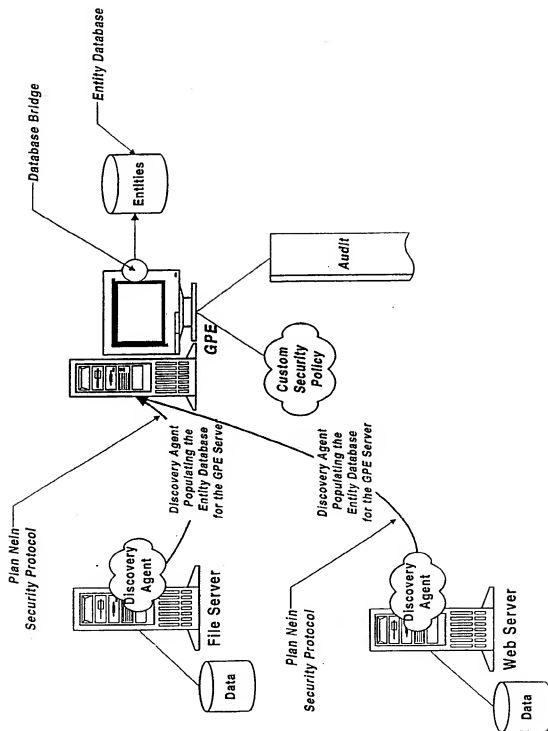 Plan Nein
Security Protocol
Discovery
Agent
File Server
Data
Discovery Agent
Populating the
Entity Database
for the GPE Server
Plan Nein
Security Protocol
Discovery
Agent
Web Server
Data
Discovery Agent
Populating the
Entity Database
for the GPE Server
GPE
Database Bridge
Entity Database
Entities
Custom
Security
Policy
Audit